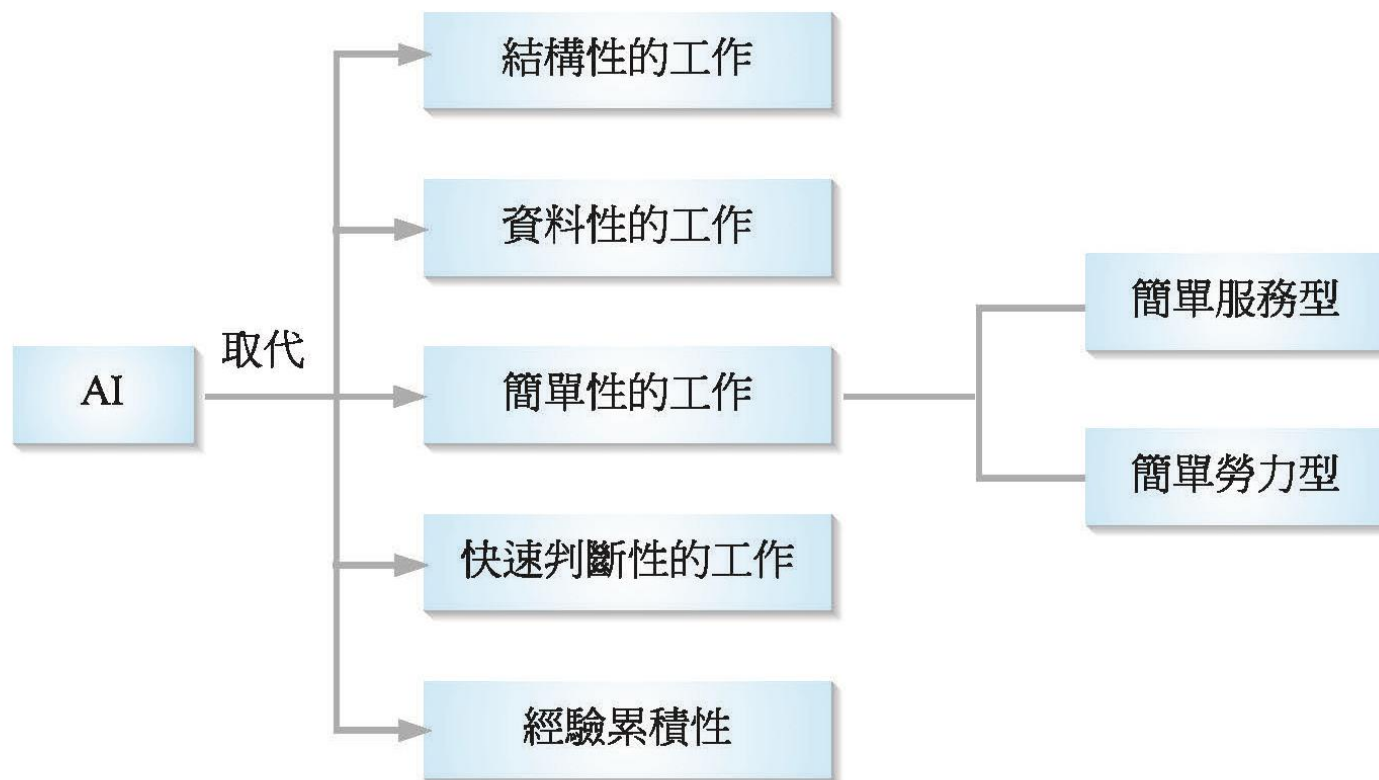 AI
取代
結構性的工作
資料性的工作
簡單性的工作
快速判斷性的工作
經驗累積性
簡單服務型
簡單勞力型